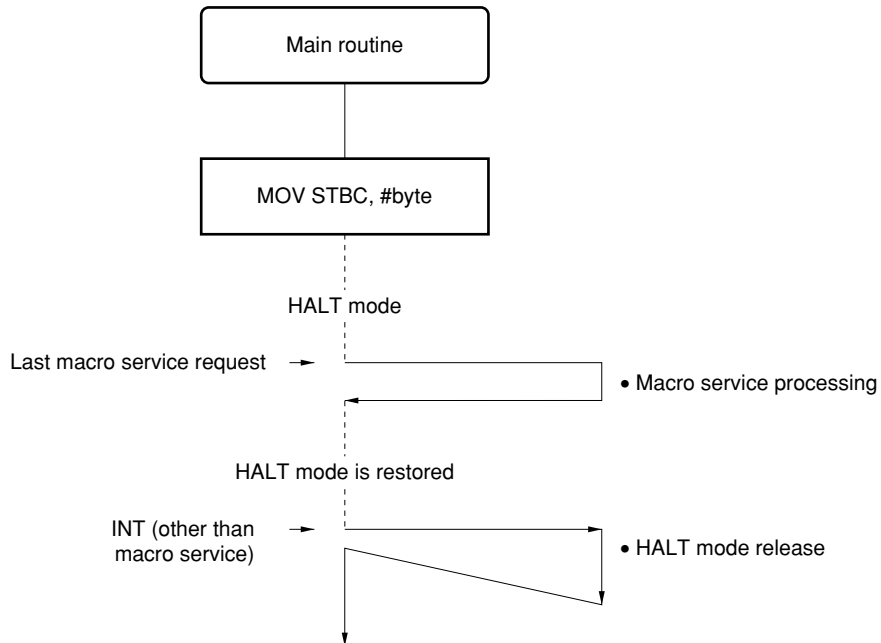 Main routine
MOV STBC, #byte
HALT mode
Last macro service request
• Macro service processing
HALT mode is restored
INT (other than
macro service)
• HALT mode release